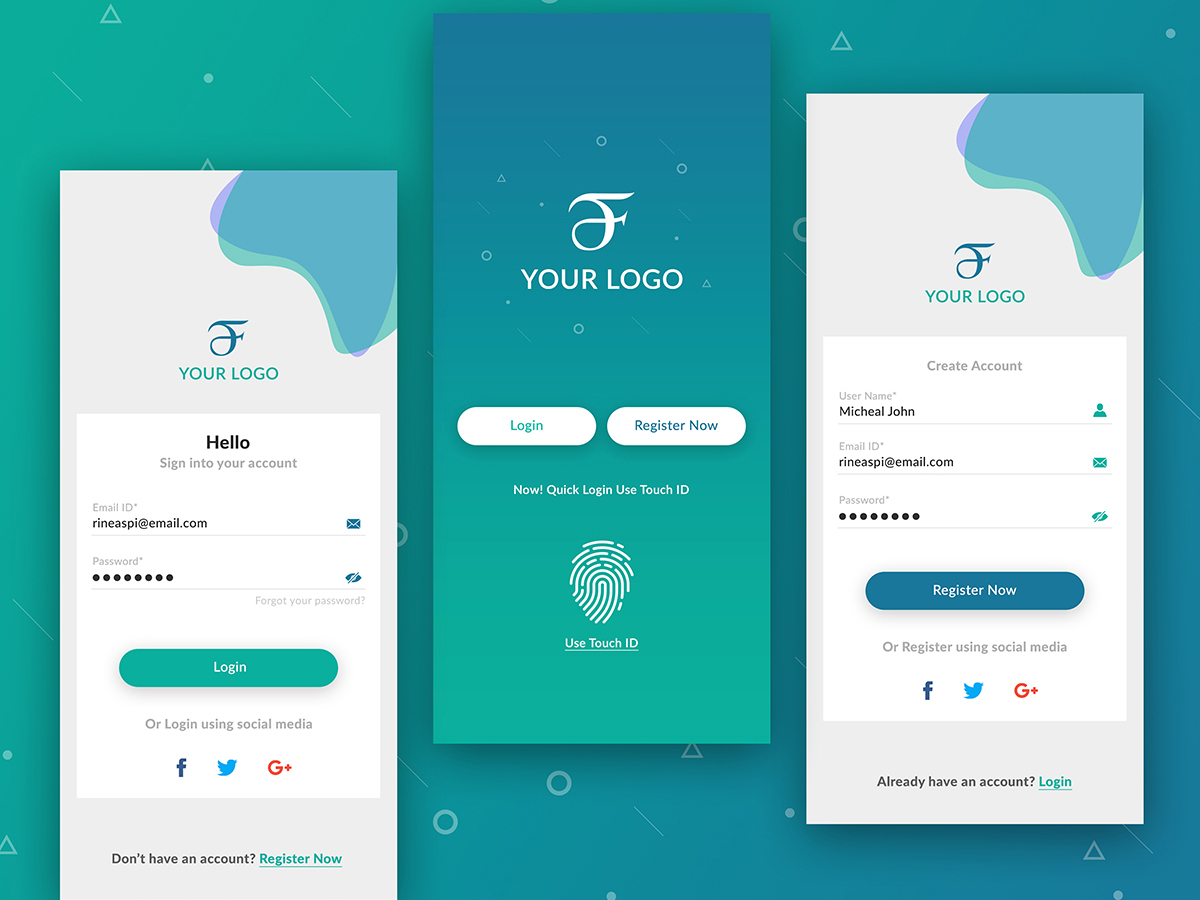 YOUR LOGO
Hello
Sign into your account
Email ID*
rineaspi@email.com
Password*
Forgot your password?
Login
Or Login using social media
f
G+
Don't have an account? Register Now
F
YOUR LOGO
Login
Register Now
Now! Quick Login Use Touch ID
Use Touch ID
YOUR LOGO
Create Account
User Name*
Micheal John
Email ID*
rineaspi@email.com
Password*
Register Now
Or Register using social media
f
G+
Already have an account? Login